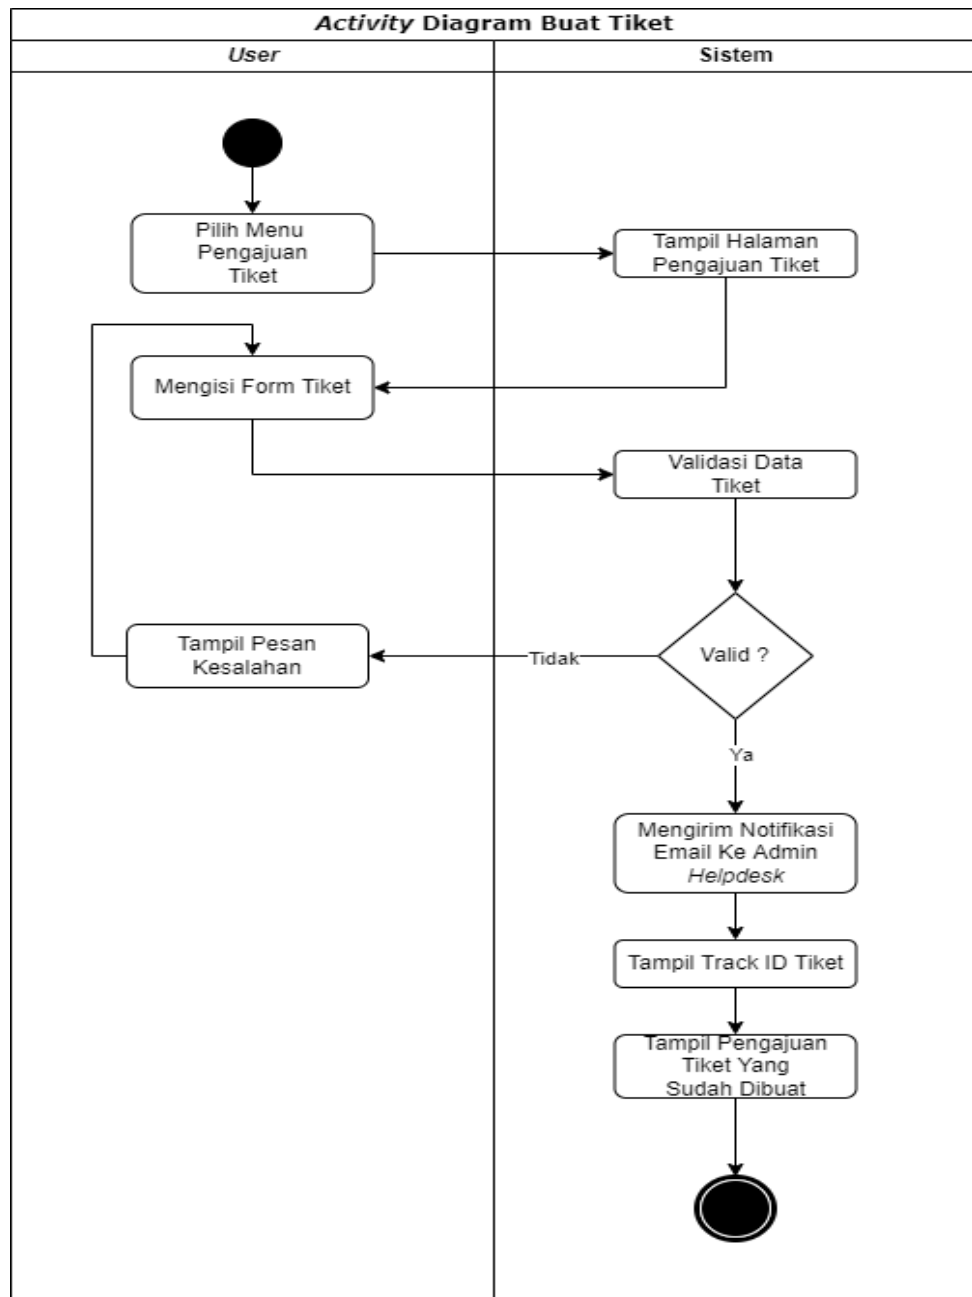 Activity Diagram Buat Tiket
User
Sistem
Pilih Menu
Pengajuan
Tiket
Tampil Halaman
Pengajuan Tiket
Mengisi Form Tiket
Validasi Data
Tiket
Tampil Pesan
Kesalahan
Tidak
Valid ?
Ya
Mengirim Notifikasi
Email Ke Admin
Helpdesk
Tampil Track ID Tiket
Tampil Pengajuan
Tiket Yang
Sudah Dibuat